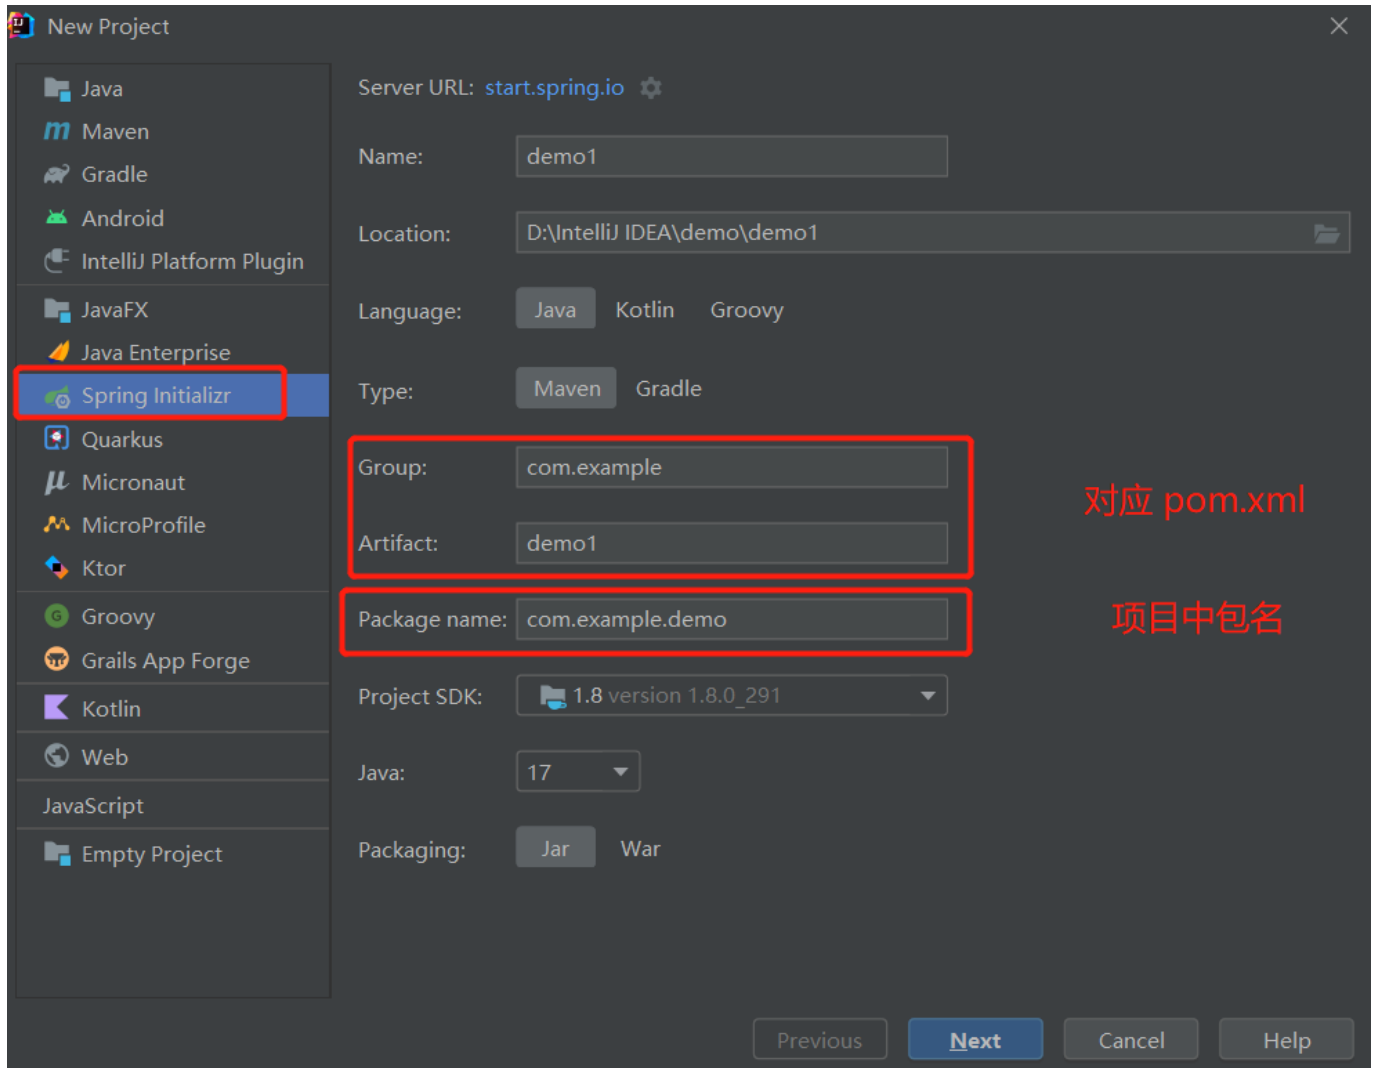 New Project
Java
Maven
Gradle
Android
IntelliJ Platform Plugin
JavaFX
Java Enterprise
Spring Initializr
Quarkus
Micronaut
MicroProfile
Ktor
Groovy
Grails App Forge
Kotlin
Web
JavaScript
Empty Project
Server URL: start.spring.io
Name: demo1
Location: D:\IntelliJ IDEA\demo\demo1
Language: Java Kotlin Groovy
Type: Maven Gradle
Group: com.example
Artifact: demo1
对应 pom.xml
Package name: com.example.demo
项目中包名
Project SDK: 1.8 version 1.8.0_291
Java: 17
Packaging: Jar War
Previous Next Cancel Help